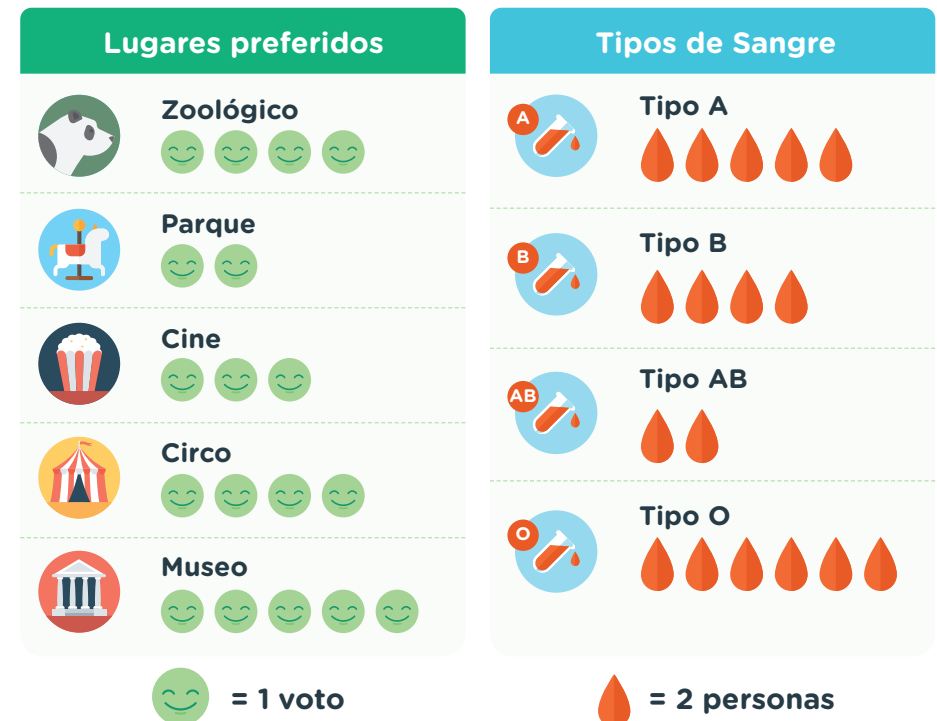 Lugares preferidos
Zoológico
Parque
Cine
Circo
Museo
= 1 voto
Tipos de Sangre
A
Tipo A
B
Tipo B
AB
Tipo AB
O
Tipo O
= 2 personas